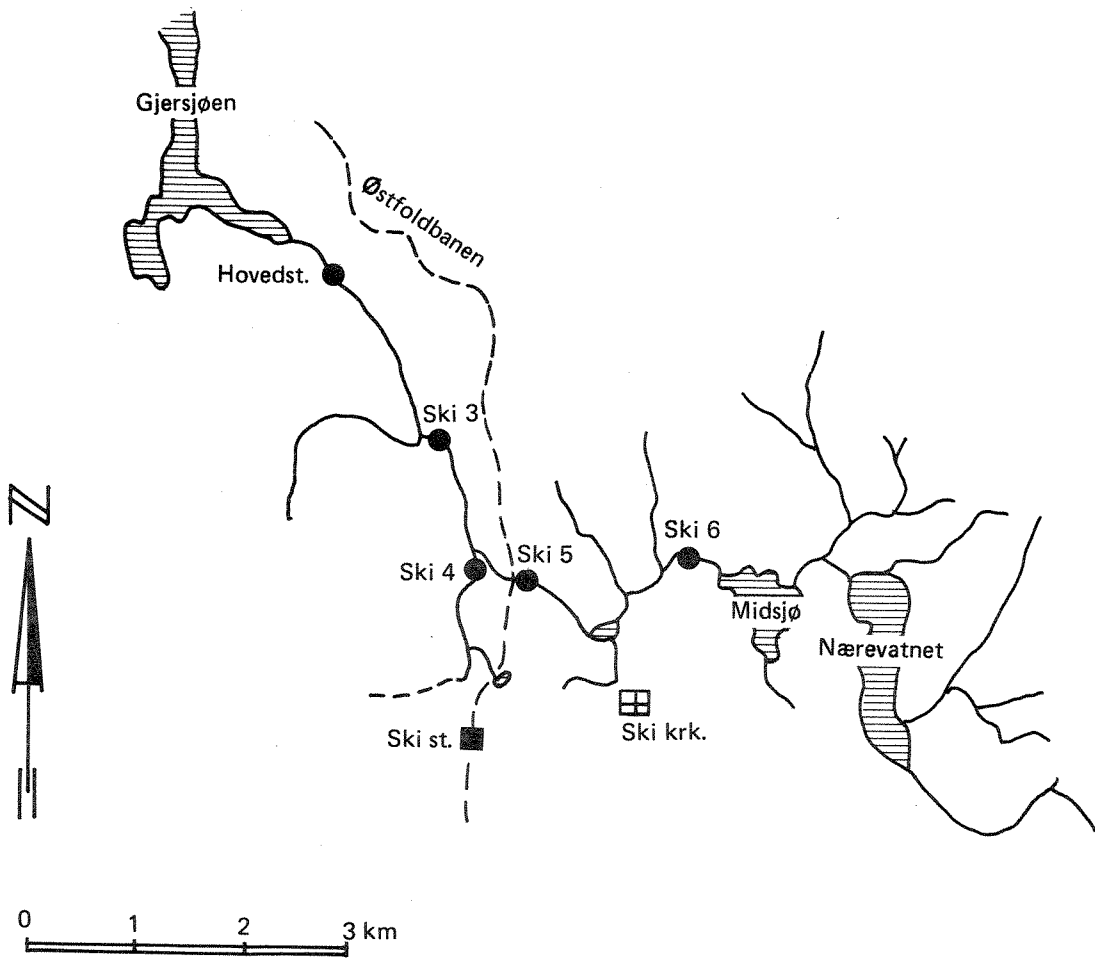 Gjersjøen
Østfoldbanen
Hovedst.
Ski 3
N
Ski 6
Ski 5
Ski 4
Midsjø
Nærevatnet
Ski krk.
Ski st.
0 1 2 3 km